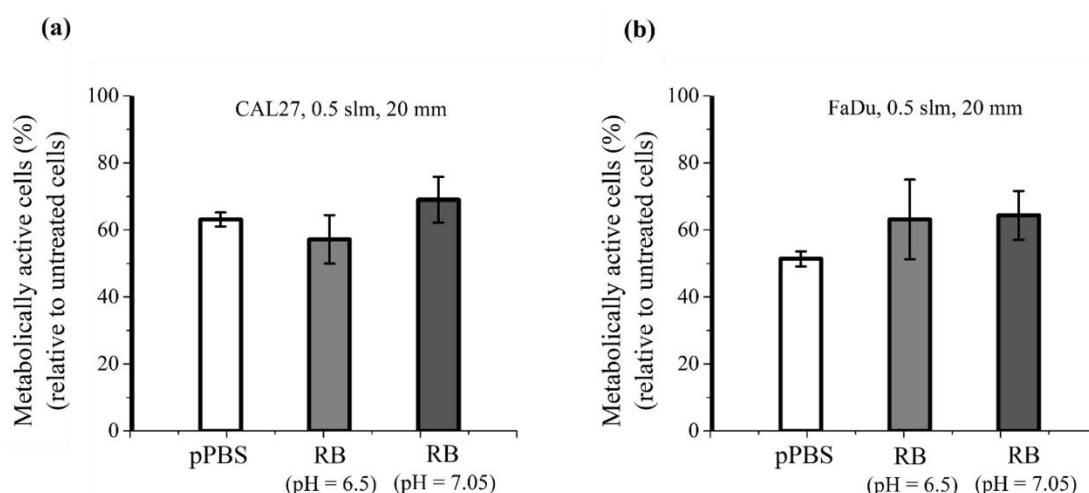 (a)
Metabolically active cells (%)
(relative to untreated cells)
100
80
60
40
20
0
CAL27, 0.5 slm, 20 mm
pPBS
RB
(pH = 6.5)
RB
(pH = 7.05)
(b)
Metabolically active cells (%)
(relative to untreated cells)
100
80
60
40
20
0
FaDu, 0.5 slm, 20 mm
pPBS
RB
(pH = 6.5)
RB
(pH = 7.05)